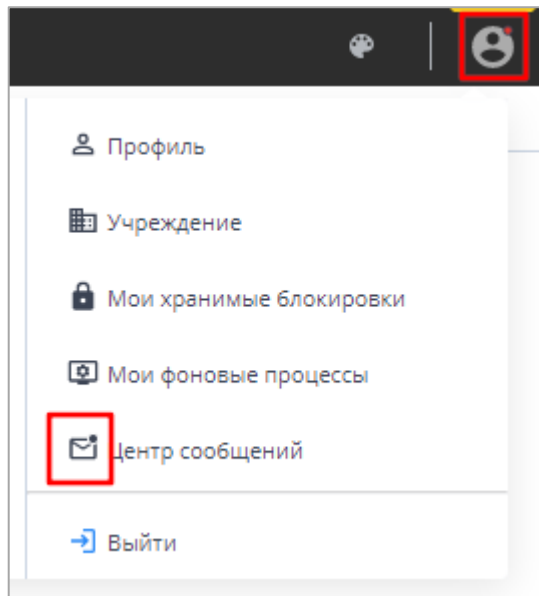 Профиль
Учреждение
Мои хранимые блокировки
Мои фоновые процессы
Центр сообщений
Выйти